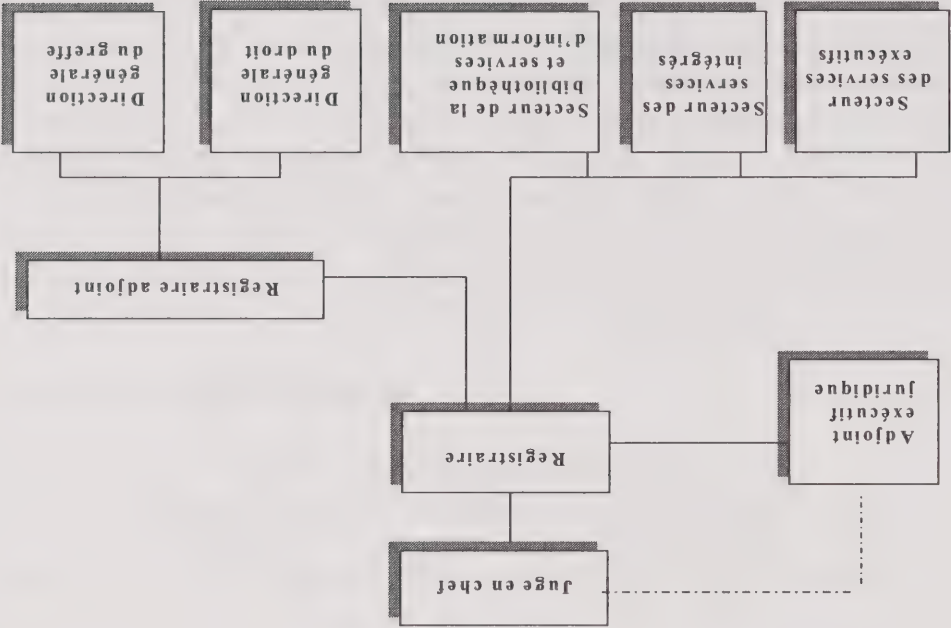 Juge en chef
Adjoint
exécutif
juridique
Registraire
Registraire adjoint
Secteur
des services
exécutifs
Secteur des
services
intégrés
Secteur de la
bibliothèque
et services
d'information
Direction
générale
du droit
Direction
générale
du greffe